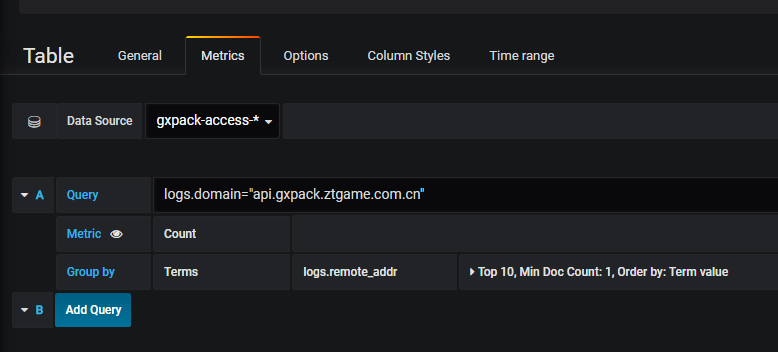 Table General Metrics Options Column Styles Time range
Data Source gxpack-access-*
A Query logs.domain="api.gxpack.ztgame.com.cn"
Metric Count
Group by Terms logs.remote_addr Top 10, Min Doc Count: 1, Order by: Term value
B Add Query